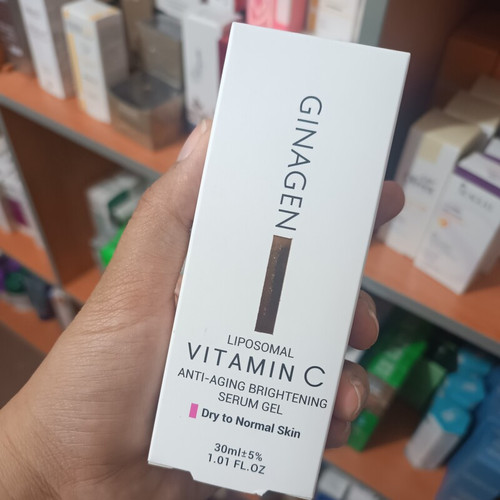 GINAGEN
LIPOSOMAL
VITAMIN C
ANTI-AGING BRIGHTENING
SERUM GEL
Dry to Normal Skin
30ml±5%
1.01 FL.OZ